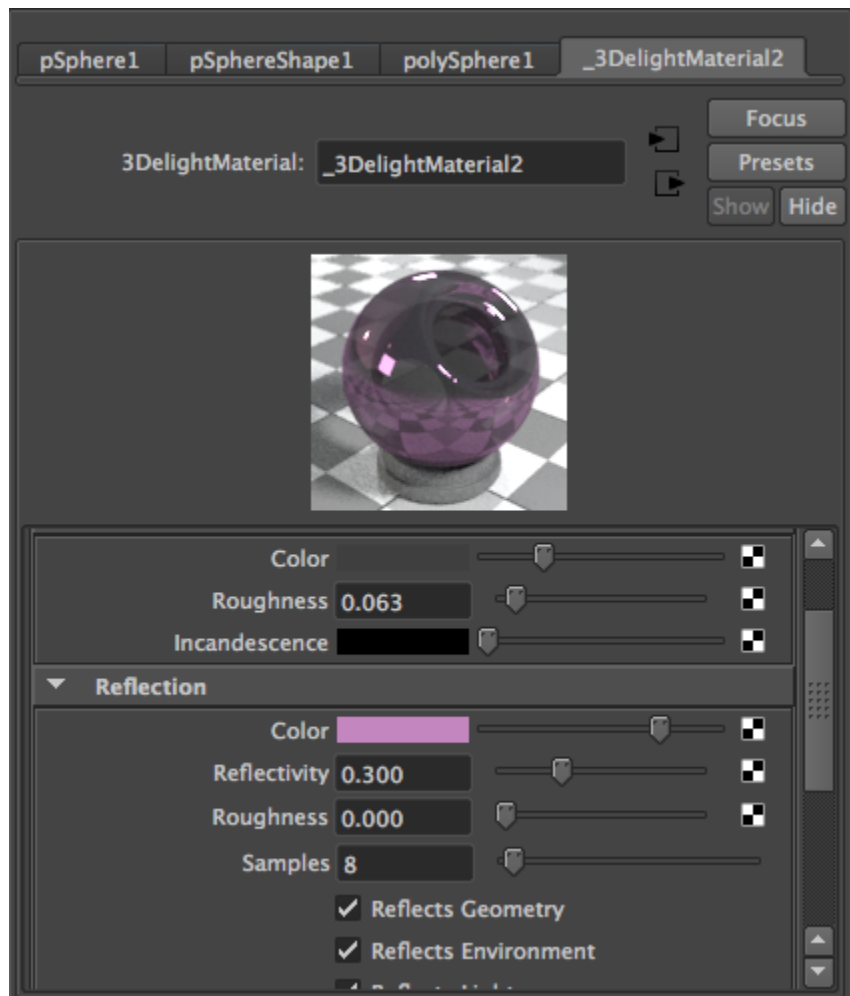 pSphere1 pSphereShape1 polySphere1 _3DelightMaterial2
Focus
3DelightMaterial: _3DelightMaterial2 Presets
Show Hide
Color
Roughness 0.063
Incandescence
Reflection
Color
Reflectivity 0.300
Roughness 0.000
Samples 8
Reflects Geometry
Reflects Environment